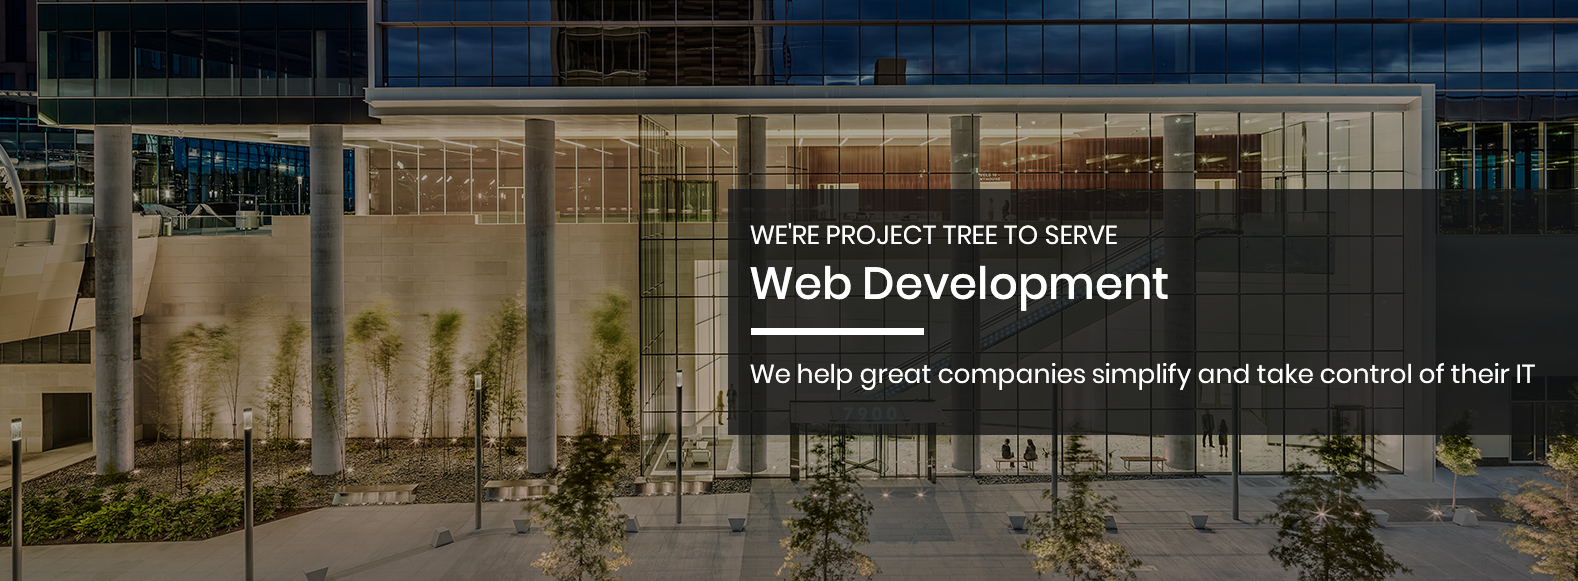 WE'RE PROJECT TREE TO SERVE
Web Development
We help great companies simplify and take control of their IT
7900